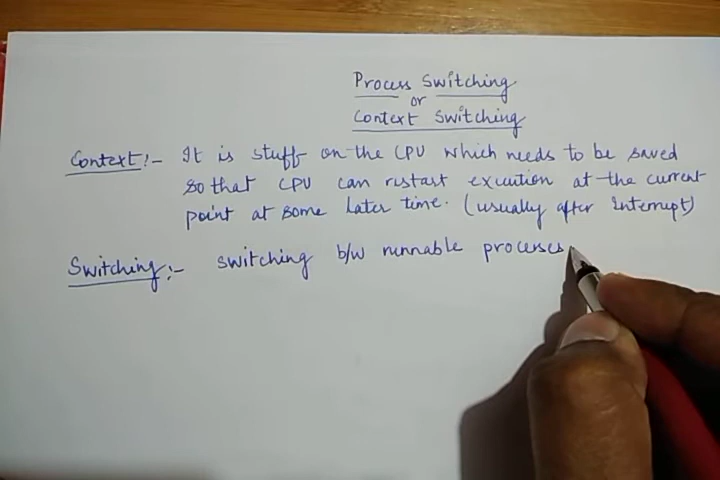 Process Switching
or
Context Switching
Context :- It is stuff on the CPU which needs to be saved
so that CPU can restart execution at the current
point at some later time. (usually after Interrupt)
Switching :- switching b/w runnable processes